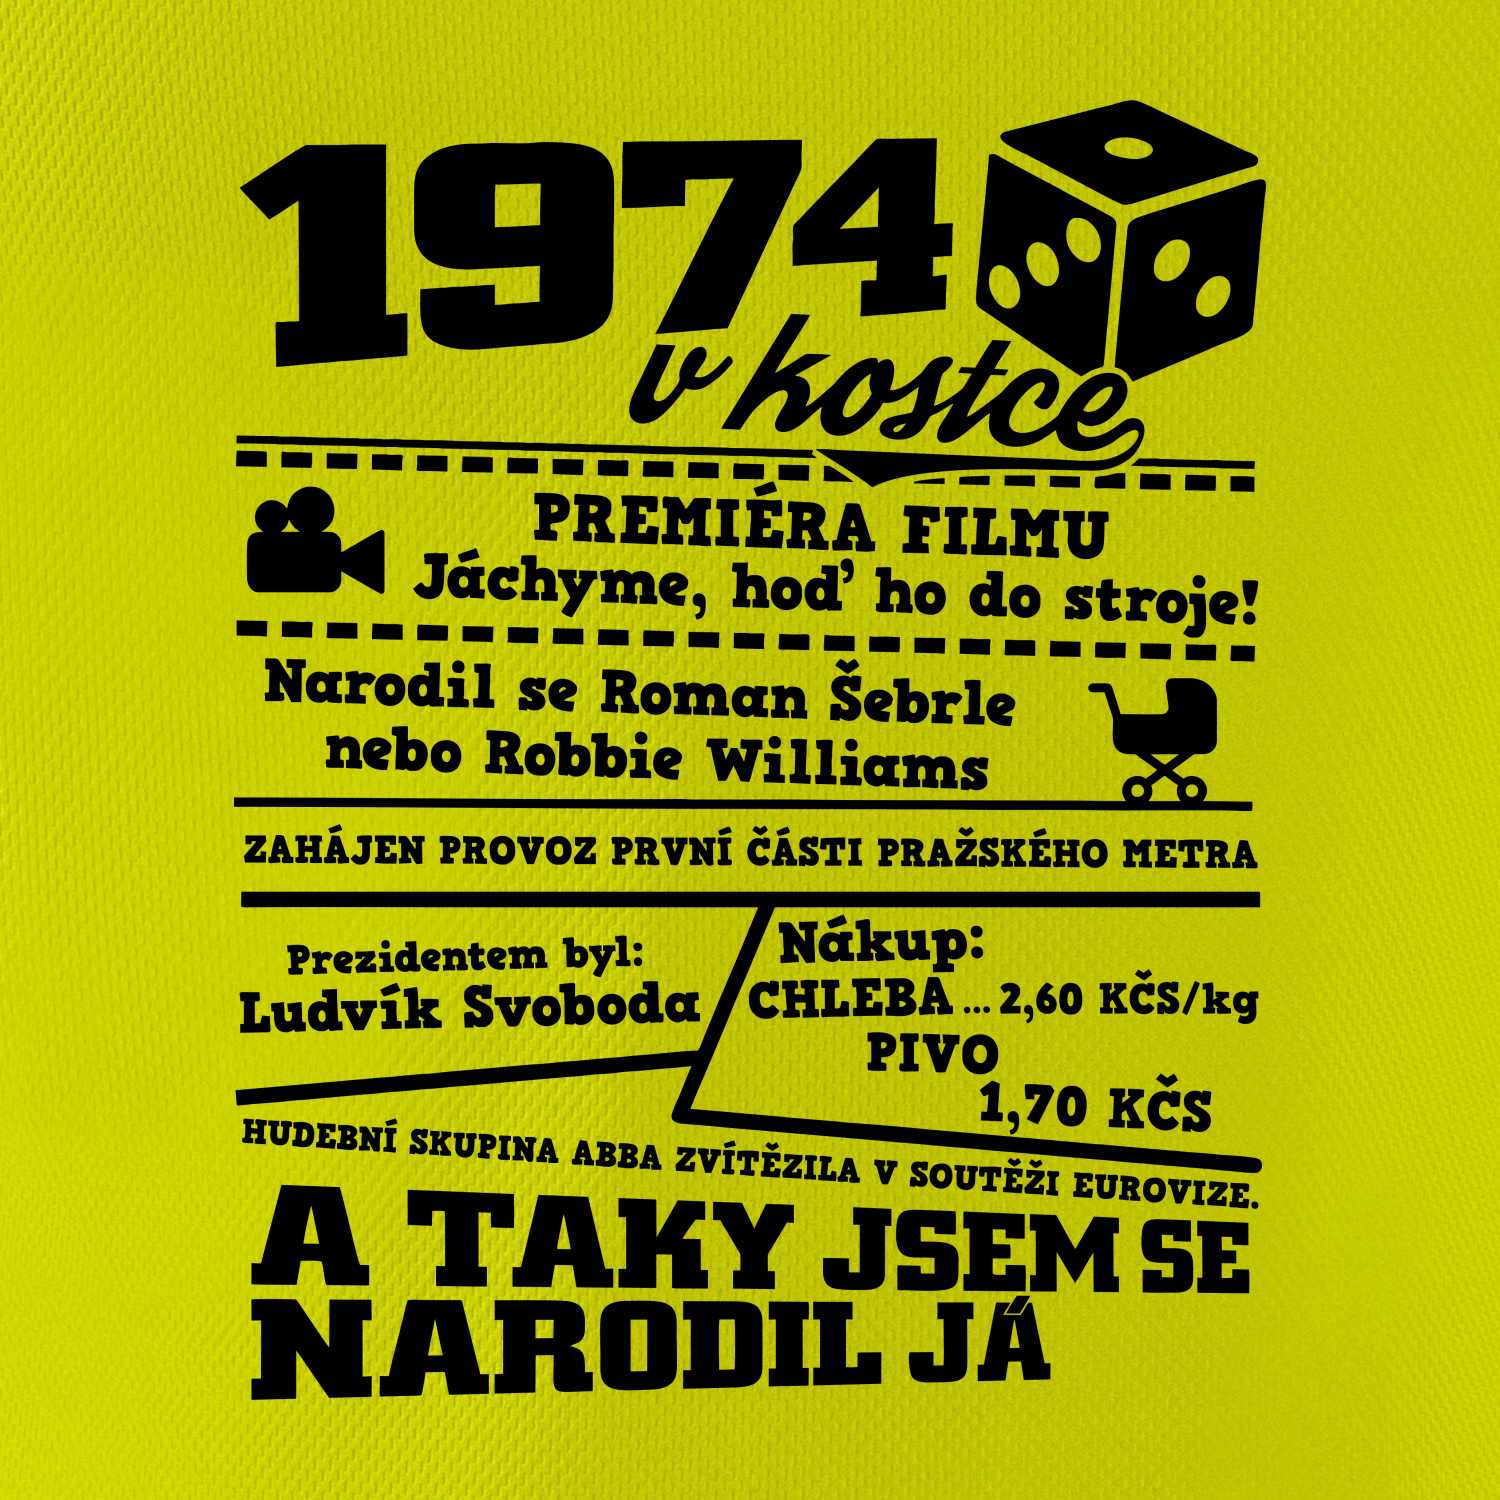 1974
v kostce
PREMIÉRA FILMU
Jáchyme, hoď ho do stroje!
Narodil se Roman Šebrle
nebo Robbie Williams
ZAHÁJEN PROVOZ PRVNÍ ČÁSTI PRAŽSKÉHO METRA
Prezidentem byl:
Ludvík Svoboda
Nákup:
CHLEBA ... 2,60 KČS/kg
PIVO
1,70 KČS
HUDEBNÍ SKUPINA ABBA ZVÍTĚZILA V SOUTĚŽI EUROVIZE.
A TAKY JSEM SE
NARODIL JÁ